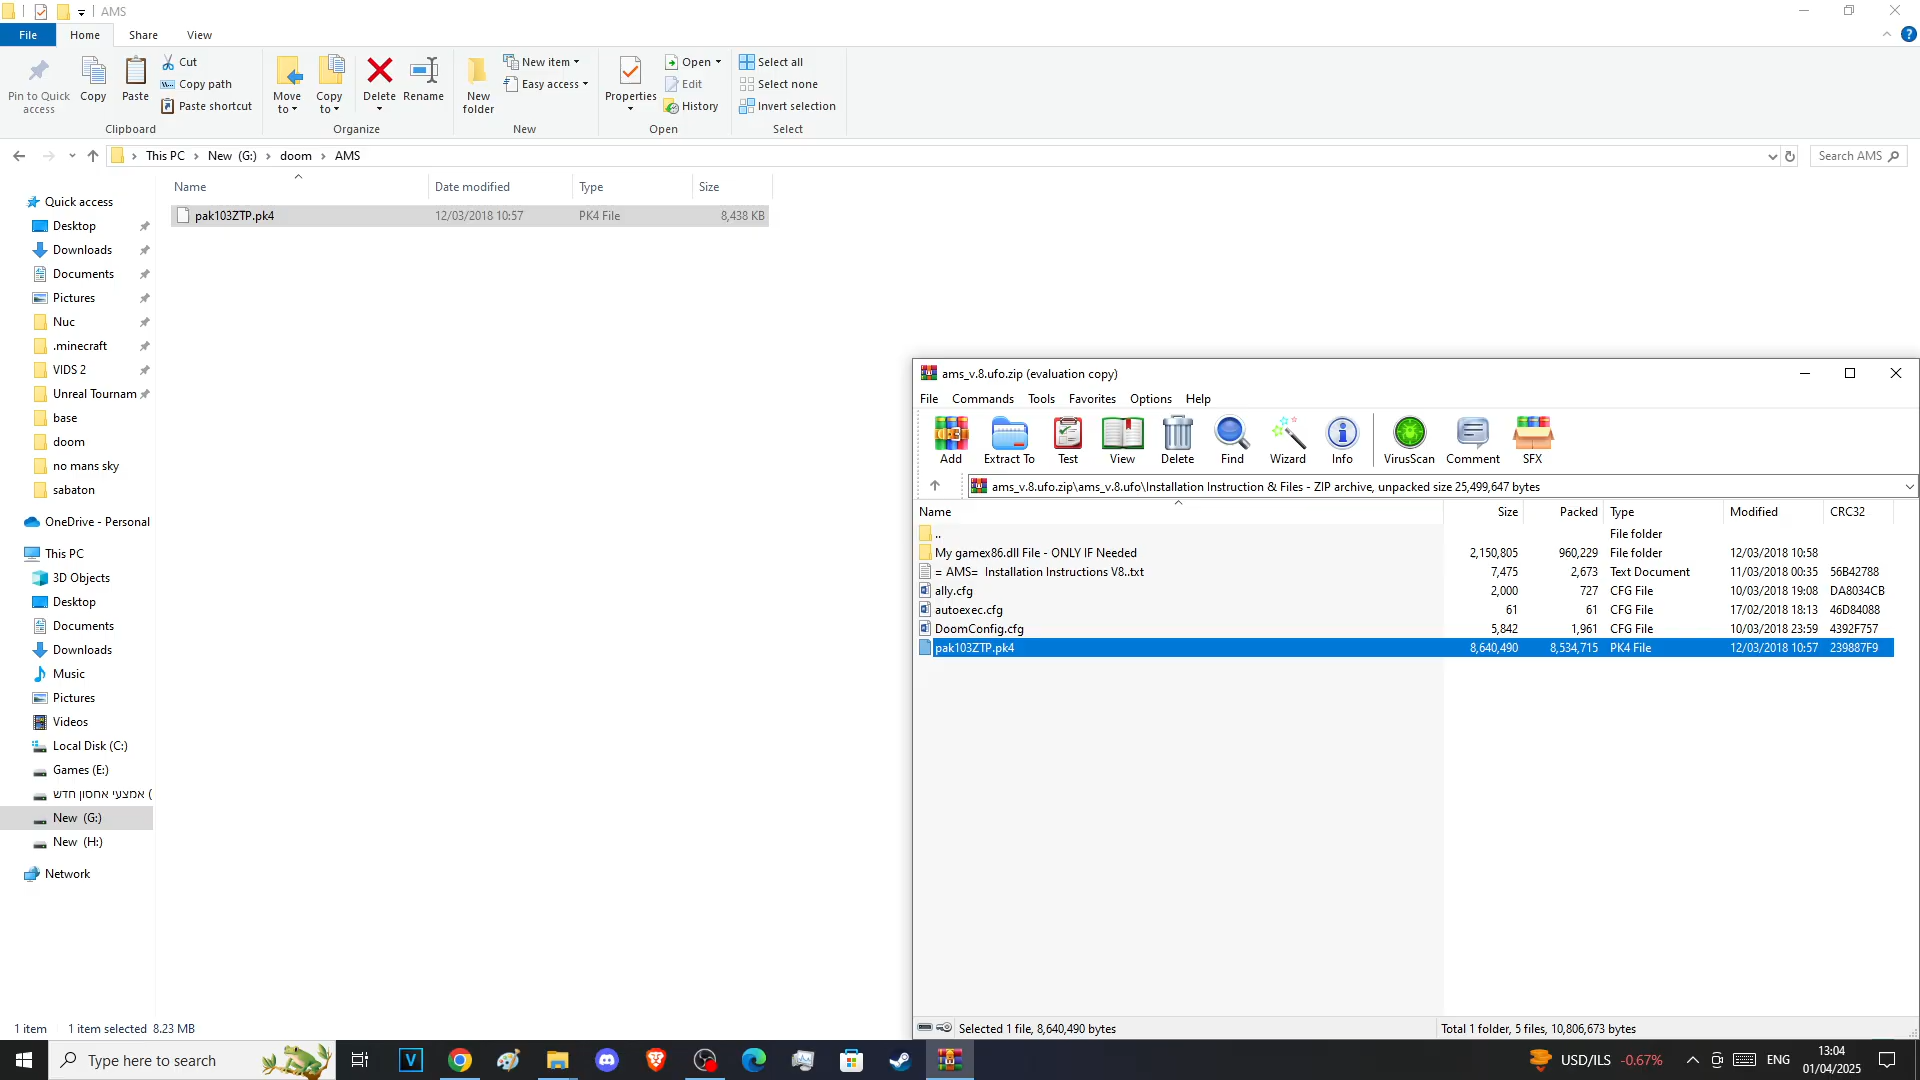 AMS
File Home Share View
Pin to Quick access
Copy
Paste
Cut
Copy path
Paste shortcut
Clipboard
Move to
Copy to
Delete
Rename
Organize
New folder
New item
Easy access
New
Properties
Open
Edit
History
Open
Select all
Select none
Invert selection
Select
This PC New (G:) doom AMS
Search AMS
Name Date modified Type Size
pak103ZTP.pk4 12/03/2018 10:57 PK4 File 8,438 KB
Quick access
Desktop
Downloads
Documents
Pictures
Nuc
.minecraft
VIDS 2
Unreal Tournam
base
doom
no mans sky
sabaton
OneDrive - Personal
This PC
3D Objects
Desktop
Documents
Downloads
Music
Pictures
Videos
Local Disk (C:)
Games (E:)
אמצעי אחסון חדש (
New (G:)
New (H:)
Network
1 item 1 item selected 8.23 MB
ams_v.8.ufo.zip (evaluation copy)
File Commands Tools Favorites Options Help
Add Extract To Test View Delete Find Wizard Info VirusScan Comment SFX
ams_v.8.ufo.zip\ams_v.8.ufo\Installation Instruction & Files - ZIP archive, unpacked size 25,499,647 bytes
Name Size Packed Type Modified CRC32
.. File folder
My gamex86.dll File - ONLY IF Needed 2,150,805 960,229 File folder 12/03/2018 10:58
= AMS= Installation Instructions V8..txt 7,475 2,673 Text Document 11/03/2018 00:35 56B42788
ally.cfg 2,000 727 CFG File 10/03/2018 19:08 DA8034CB
autoexec.cfg 61 61 CFG File 17/02/2018 18:13 46D84088
DoomConfig.cfg 5,842 1,961 CFG File 10/03/2018 23:59 4392F757
pak103ZTP.pk4 8,640,490 8,534,715 PK4 File 12/03/2018 10:57 239887F9
Selected 1 file, 8,640,490 bytes
Total 1 folder, 5 files, 10,806,673 bytes
Type here to search
USD/ILS -0.67%
ENG
13:04
01/04/2025